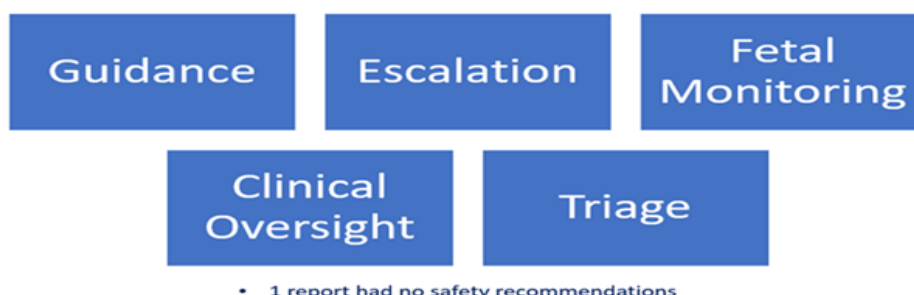 Guidance
Escalation
Fetal
Monitoring
Clinical
Oversight
Triage
• 1 report had no safety recommendations